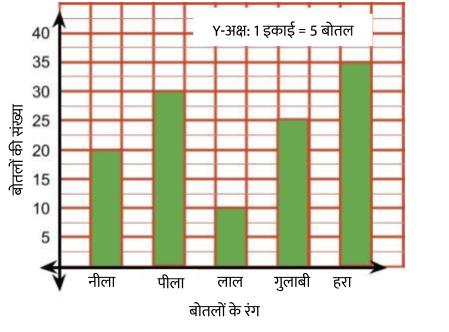 Y-अक्ष: 1 इकाई = 5 बोतल
बोतलों की संख्या
40
35
30
25
20
15
10
5
नीला पीला लाल गुलाबी हरा
बोतलों के रंग